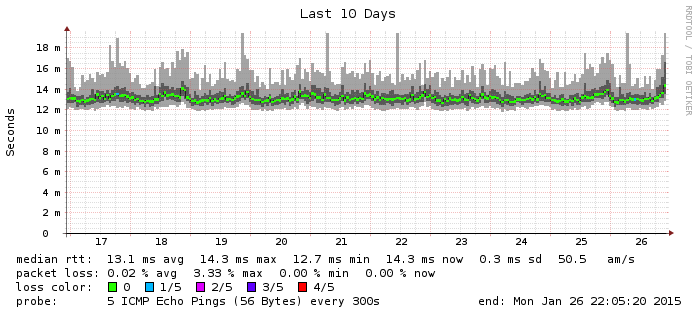 Last 10 Days
RRDTOOL / TOBI OETIKER
Seconds
18 m
16 m
14 m
12 m
10 m
8 m
6 m
4 m
2 m
0
17 18 19 20 21 22 23 24 25 26
median rtt: 13.1 ms avg 14.3 ms max 12.7 ms min 14.3 ms now 0.3 ms sd 50.5 am/s
packet loss: 0.02 % avg 3.33 % max 0.00 % min 0.00 % now
loss color: 0 1/5 2/5 3/5 4/5
probe: 5 ICMP Echo Pings (56 Bytes) every 300s end: Mon Jan 26 22:05:20 2015